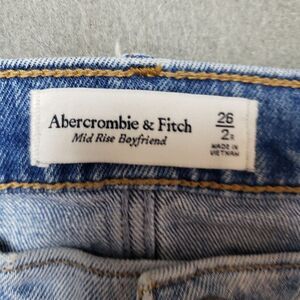 Abercrombie & Fitch
Mid Rise Boyfriend
26
2R
MADE IN
VIETNAM